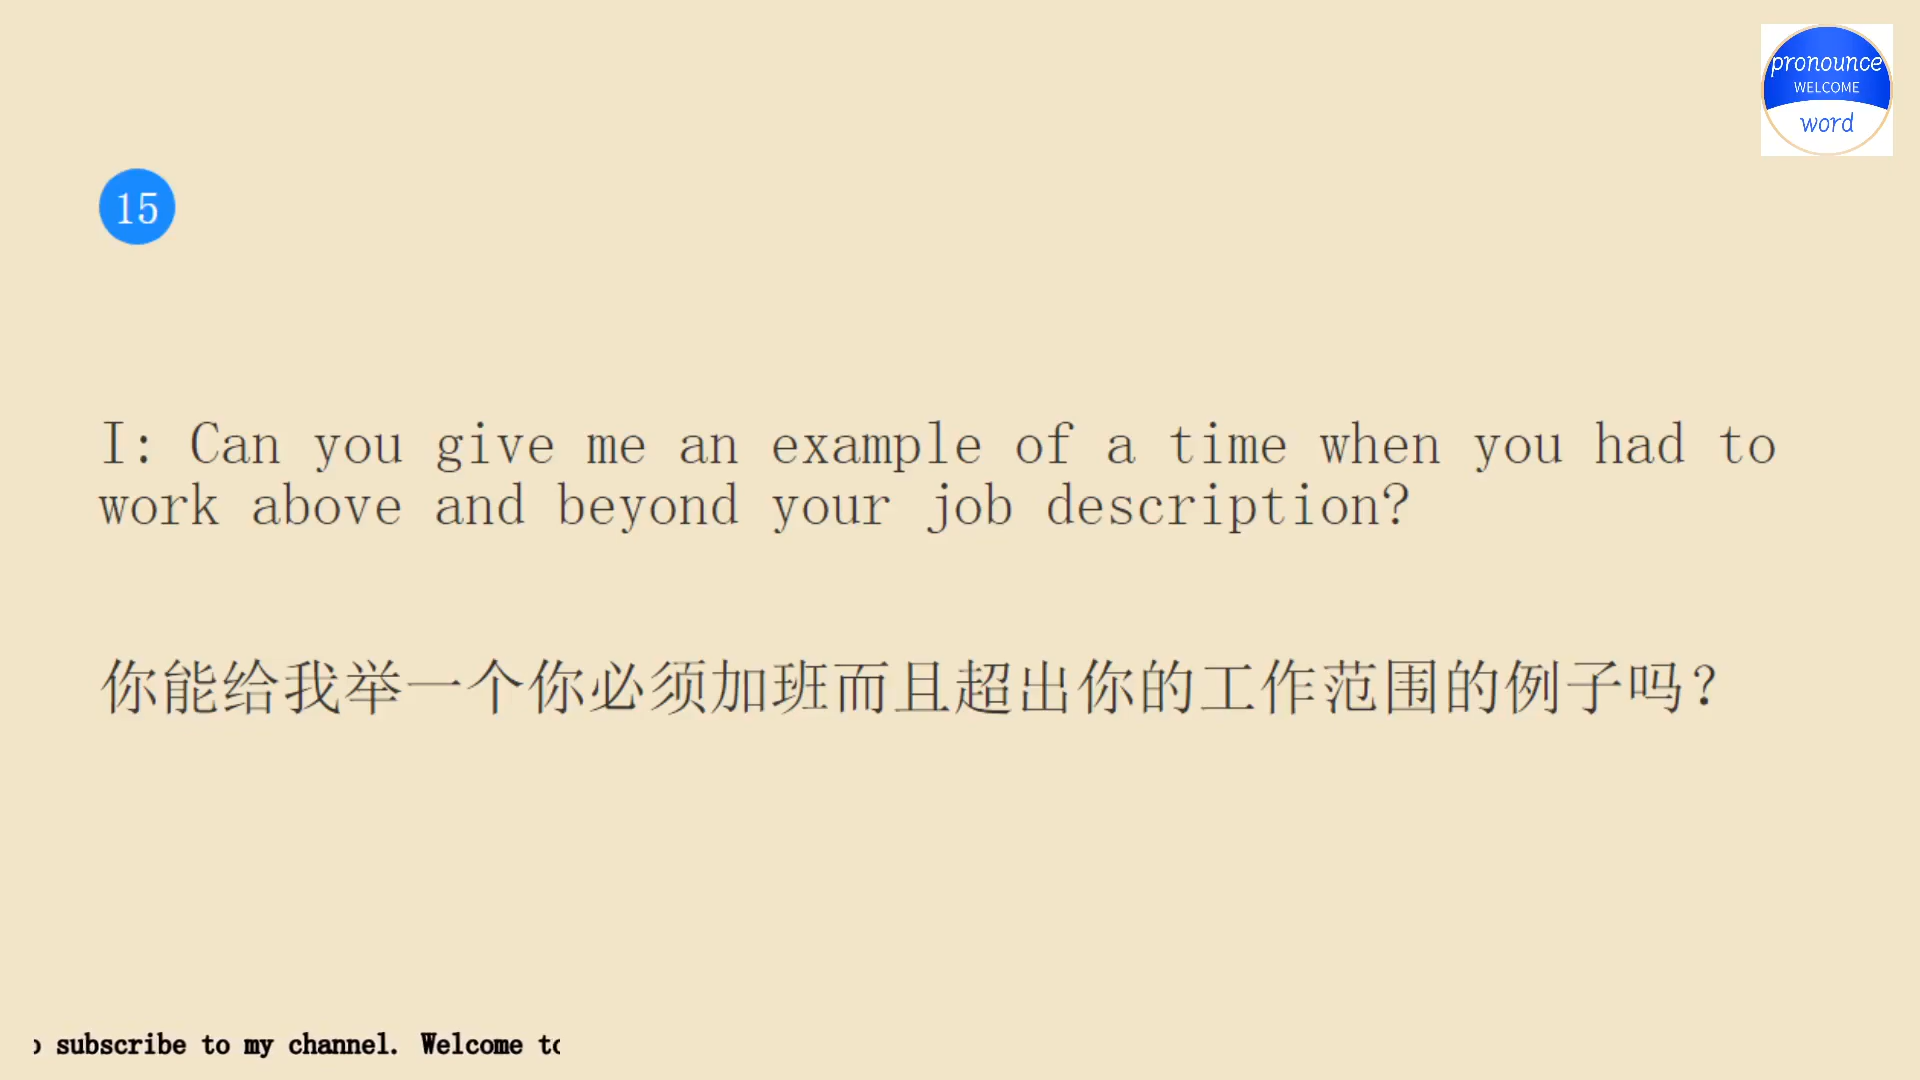 pronounce
WELCOME
word
15
I: Can you give me an example of a time when you had to
work above and beyond your job description?
你能给我举一个你必须加班而且超出你的工作范围的例子吗?
subscribe to my channel. Welcome